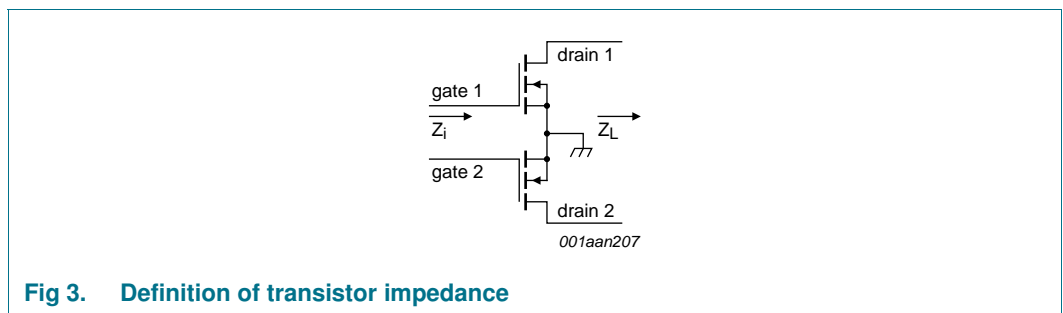 drain 1
gate 1
Zi
ZL
gate 2
drain 2
001aan207
Fig 3. Definition of transistor impedance